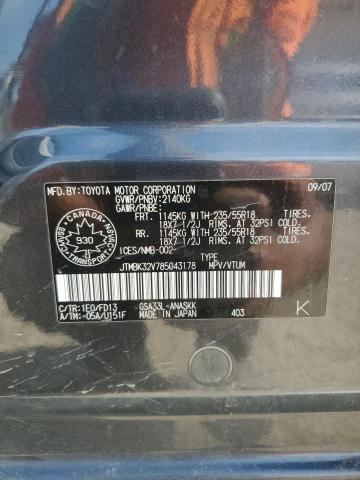 MFD.BY:TOYOTA MOTOR CORPORATION 09/07
GVWR/PNBV:2140KG
GAWR/PNBE:
FRT: 1145KG WITH 235/55R18 TIRES.
18X7 1/2J RIMS. AT 32PSI COLD.
RR: 1145KG WITH 235/55R18 TIRES.
18X7 1/2J RIMS. AT 32PSI COLD.
CANADA
930
ICES/NMB-002
JTMBK32V785043178 MPV/VTUM
C/TR:1E0/FD13 GSA33L-ANASKK K
A/TM:-05A/U151F MADE IN JAPAN 403